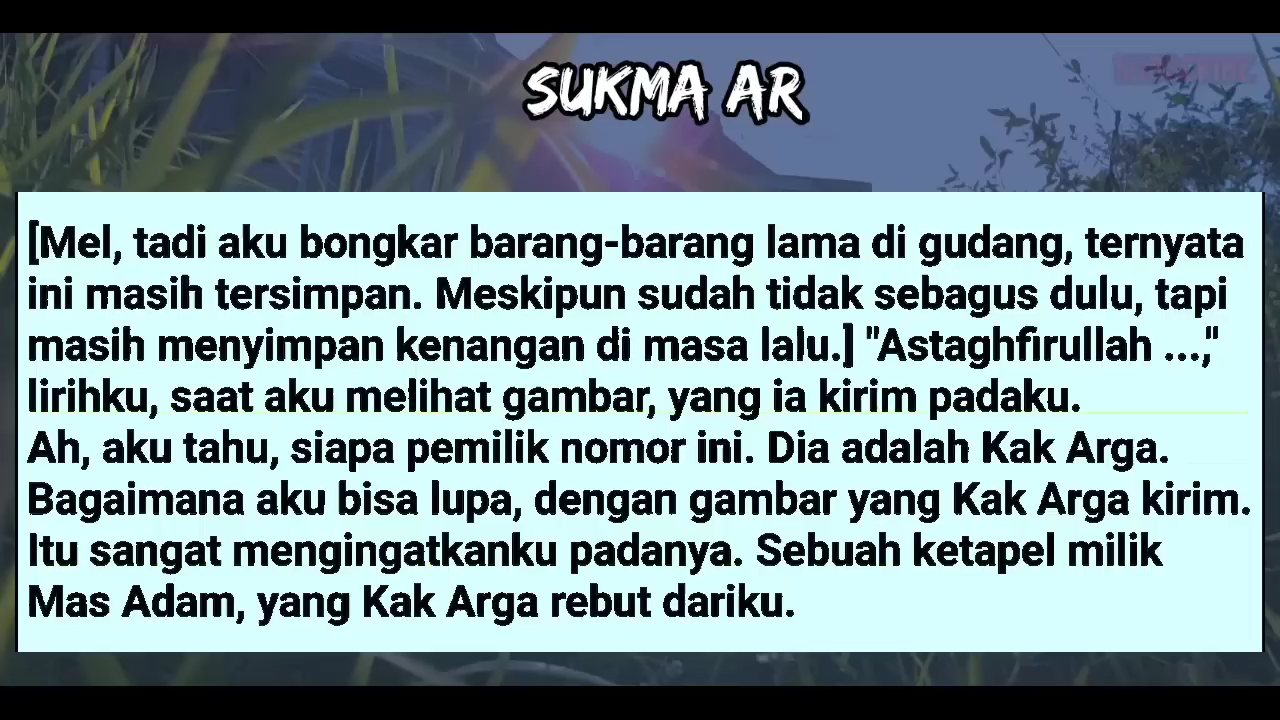 SUKMA AR
[Mel, tadi aku bongkar barang-barang lama di gudang, ternyata
ini masih tersimpan. Meskipun sudah tidak sebagus dulu, tapi
masih menyimpan kenangan di masa lalu.] "Astaghfirullah ...,"
lirihku, saat aku melihat gambar, yang ia kirim padaku.
Ah, aku tahu, siapa pemilik nomor ini. Dia adalah Kak Arga.
Bagaimana aku bisa lupa, dengan gambar yang Kak Arga kirim.
Itu sangat mengingatkanku padanya. Sebuah ketapel milik
Mas Adam, yang Kak Arga rebut dariku.